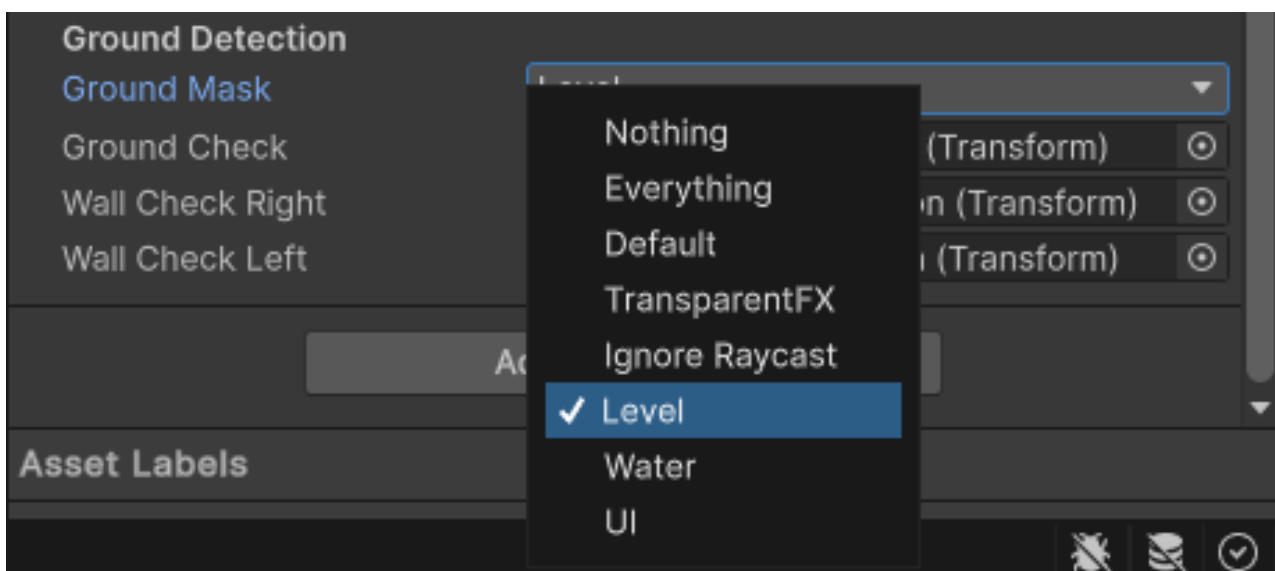 Ground Detection
Ground Mask
Nothing
Ground Check (Transform)
Everything
Wall Check Right (Transform)
Default
Wall Check Left (Transform)
TransparentFX
Ignore Raycast
Level
Asset Labels
Water
UI